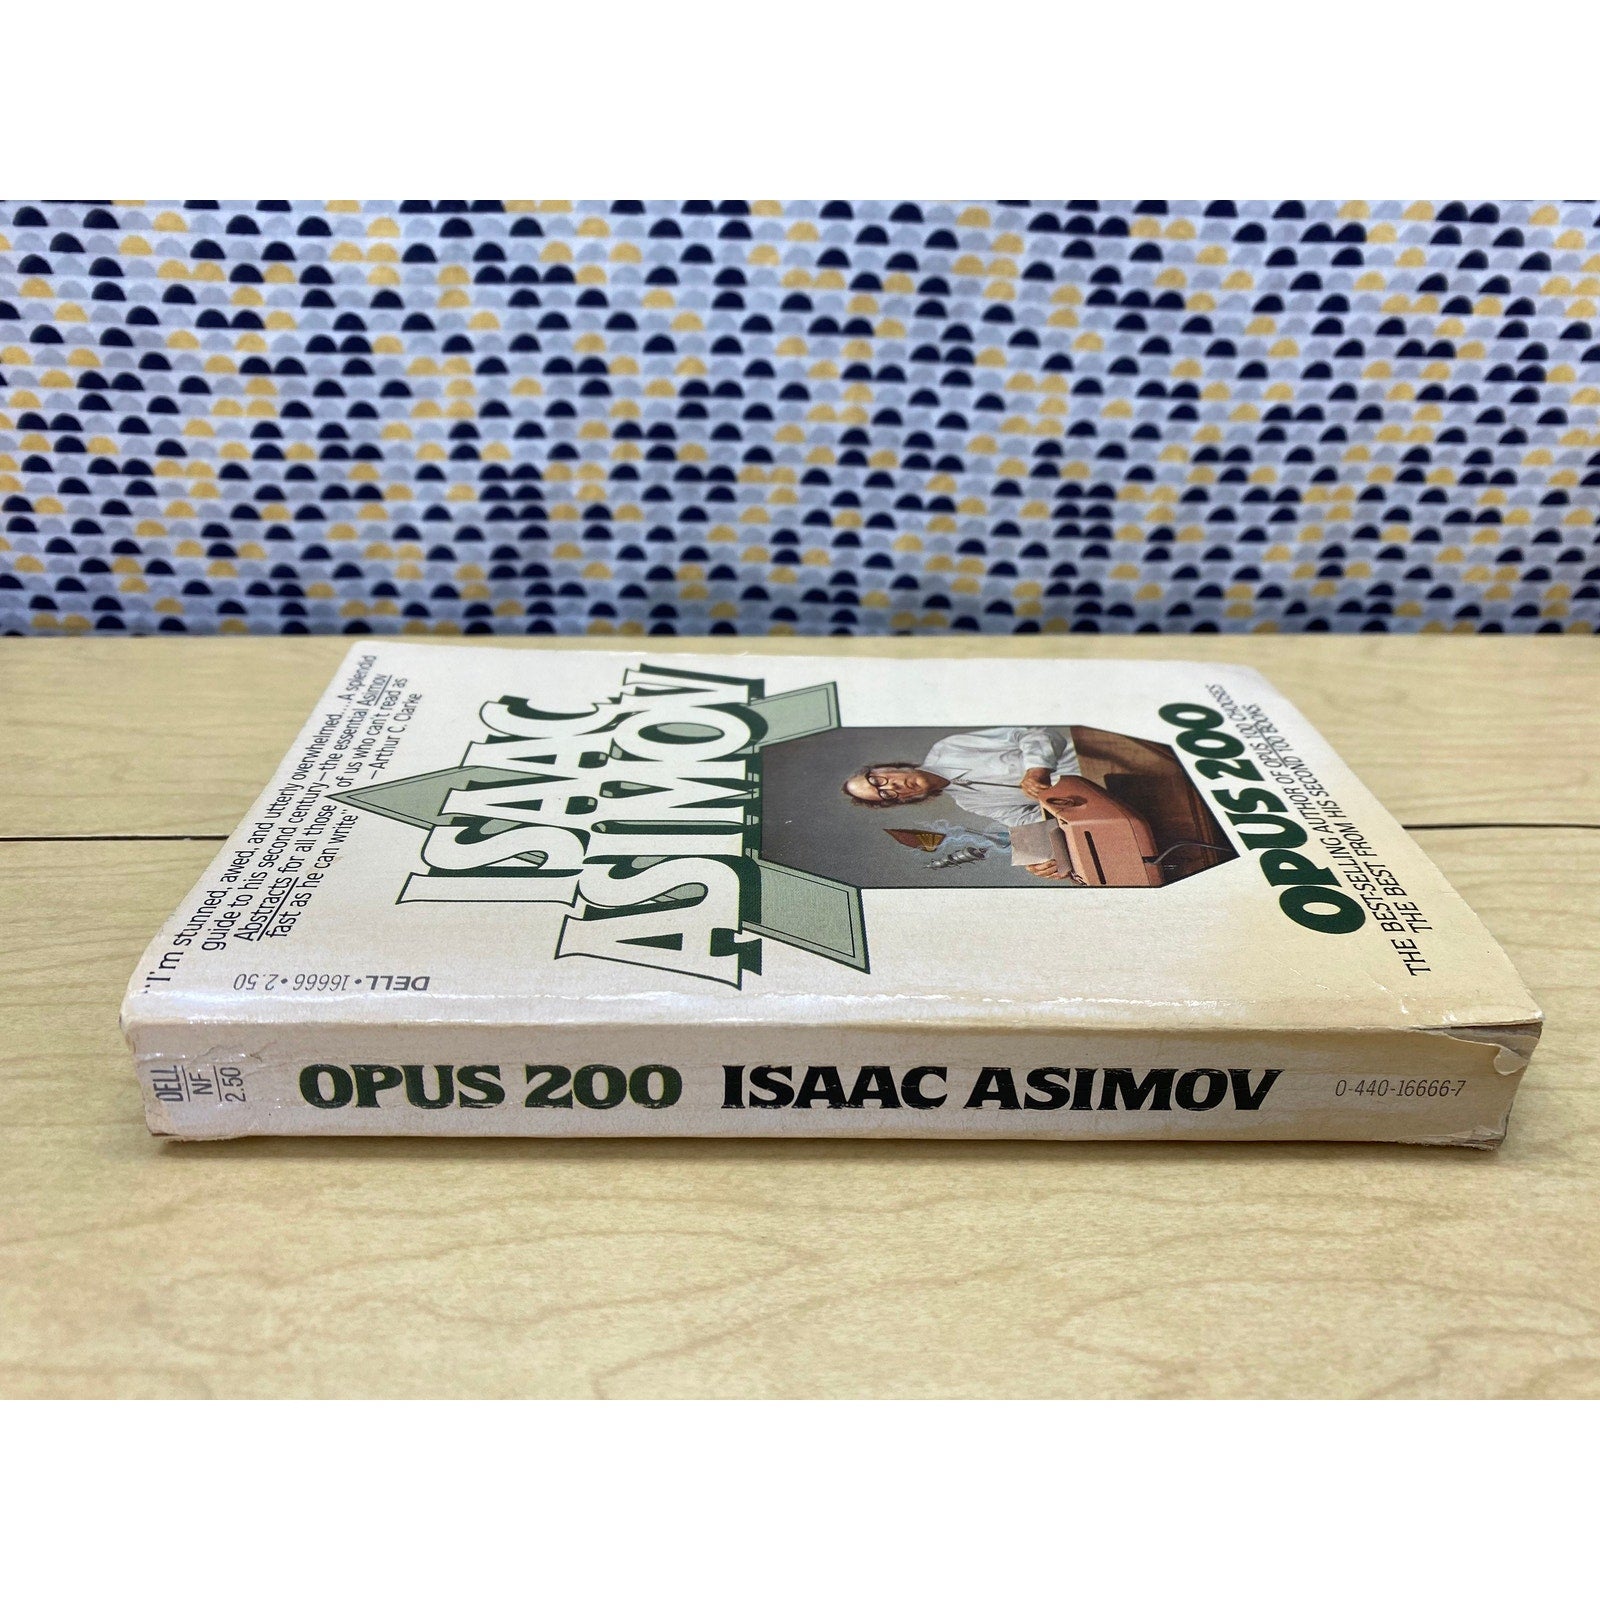 "I'm stunned, awed, and utterly overwhelmed.... A splendid
guide to his second century—the essential Asimov
Abstracts for all those of us who can't read as
fast as he can write"
—Arthur C. Clarke
DELL • 16666 • 2.50
ISAAC
ASIMOV
OPUS 200
THE BEST-SELLING AUTHOR OF OPUS 100 CHOOSES
THE BEST FROM HIS SECOND 100 BOOKS.
DELL
NF
2.50
OPUS 200 ISAAC ASIMOV
0-440-16666-7